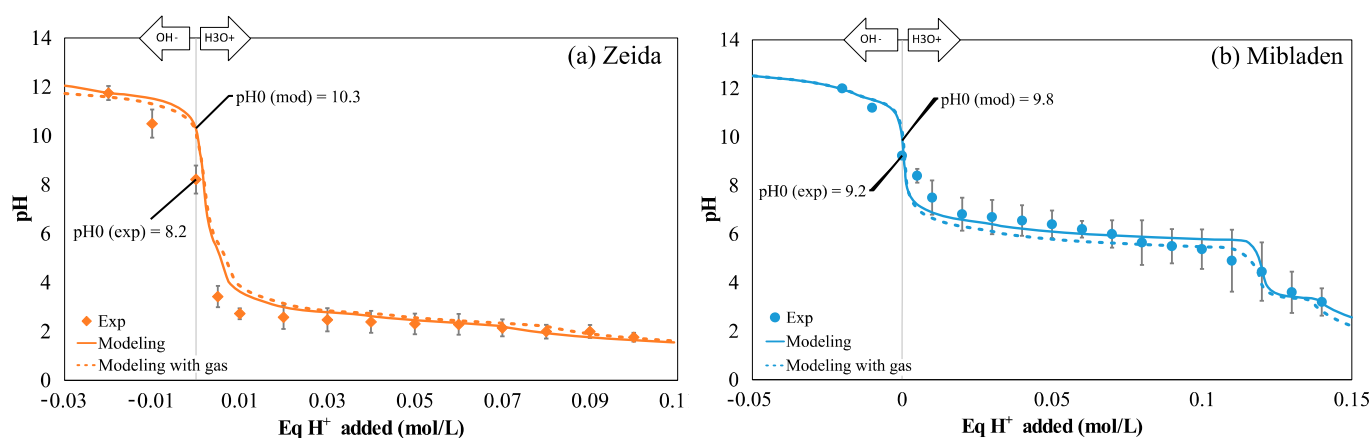 OH -
H3O+
(a) Zeida
14
12
10
8
6
4
2
0
pH
pH0 (mod) = 10.3
pH0 (exp) = 8.2
Exp
Modeling
Modeling with gas
-0.03
-0.01
0.01
0.03
0.05
0.07
0.09
0.11
Eq H⁺ added (mol/L)
OH -
H3O+
(b) Mibladen
14
12
10
8
6
4
2
0
pH
pH0 (mod) = 9.8
pH0 (exp) = 9.2
Exp
Modeling
Modeling with gas
-0.05
0
0.05
0.1
0.15
Eq H⁺ added (mol/L)